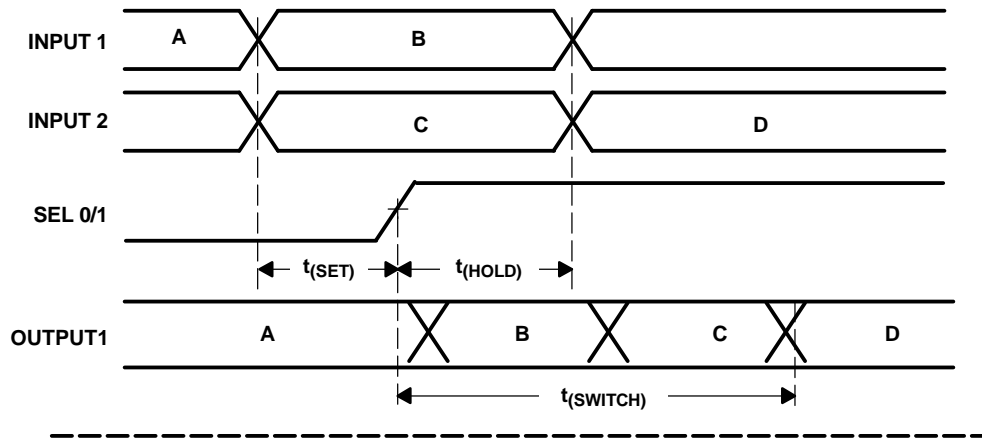 INPUT 1 A B
INPUT 2 C D
SEL 0/1
t(SET) t(HOLD)
OUTPUT1 A B C D
t(SWITCH)